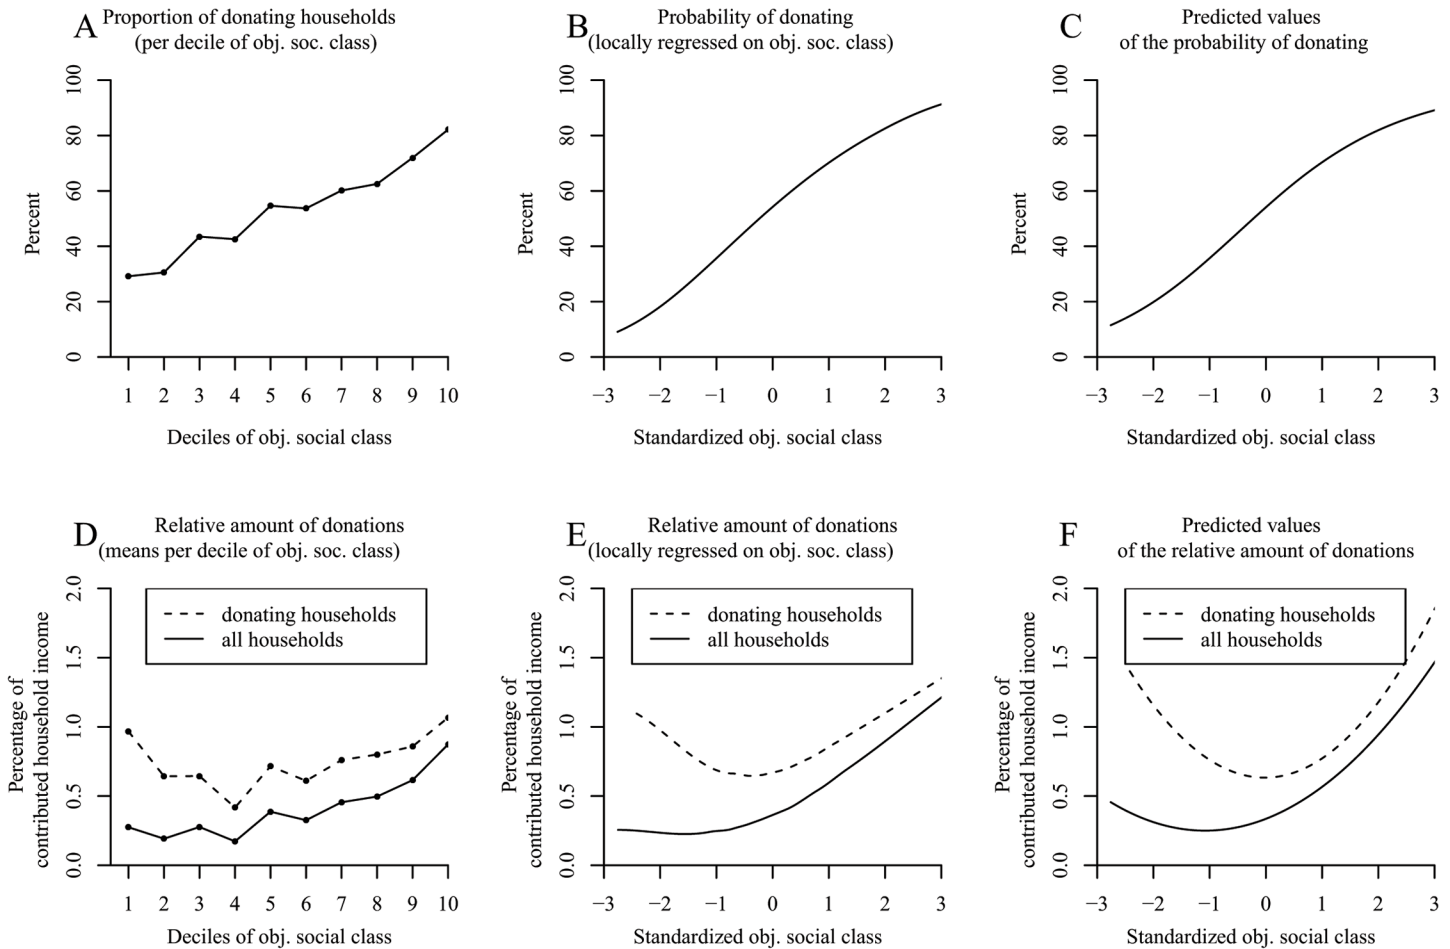 A
Proportion of donating households
(per decile of obj. soc. class)
Percent
0 20 40 60 80 100
1 2 3 4 5 6 7 8 9 10
Deciles of obj. social class
B
Probability of donating
(locally regressed on obj. soc. class)
Percent
0 20 40 60 80 100
−3 −2 −1 0 1 2 3
Standardized obj. social class
C
Predicted values
of the probability of donating
Percent
0 20 40 60 80 100
−3 −2 −1 0 1 2 3
Standardized obj. social class
D
Relative amount of donations
(means per decile of obj. soc. class)
Percentage of
contributed household income
0.0 0.5 1.0 1.5 2.0
donating households
all households
1 2 3 4 5 6 7 8 9 10
Deciles of obj. social class
E
Relative amount of donations
(locally regressed on obj. soc. class)
Percentage of
contributed household income
0.0 0.5 1.0 1.5 2.0
donating households
all households
−3 −2 −1 0 1 2 3
Standardized obj. social class
F
Predicted values
of the relative amount of donations
Percentage of
contributed household income
0.0 0.5 1.0 1.5 2.0
donating households
all households
−3 −2 −1 0 1 2 3
Standardized obj. social class